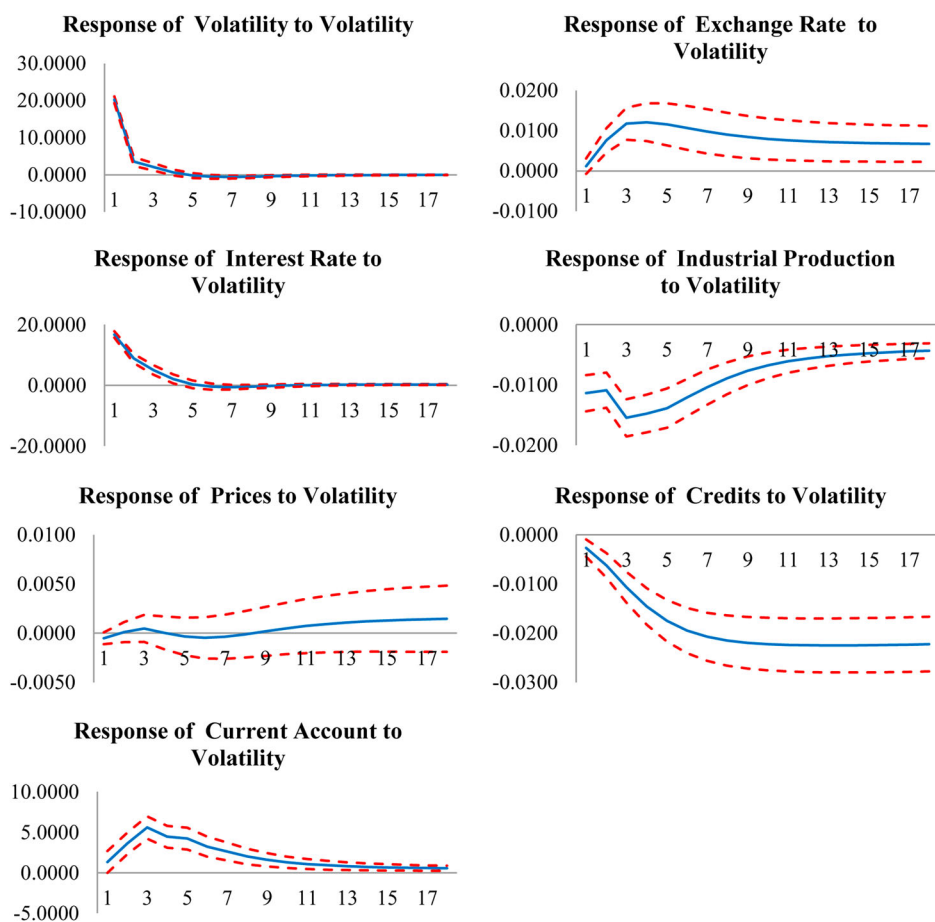 Response of Volatility to Volatility
30.0000
20.0000
10.0000
0.0000
-10.0000
1 3 5 7 9 11 13 15 17
Response of Exchange Rate to
Volatility
0.0200
0.0100
0.0000
-0.0100
1 3 5 7 9 11 13 15 17
Response of Interest Rate to
Volatility
20.0000
0.0000
-20.0000
1 3 5 7 9 11 13 15 17
Response of Industrial Production
to Volatility
0.0000
-0.0100
-0.0200
1 3 5 7 9 11 13 15 17
Response of Prices to Volatility
0.0100
0.0050
0.0000
-0.0050
1 3 5 7 9 11 13 15 17
Response of Credits to Volatility
0.0000
-0.0100
-0.0200
-0.0300
1 3 5 7 9 11 13 15 17
Response of Current Account to
Volatility
10.0000
5.0000
0.0000
-5.0000
1 3 5 7 9 11 13 15 17